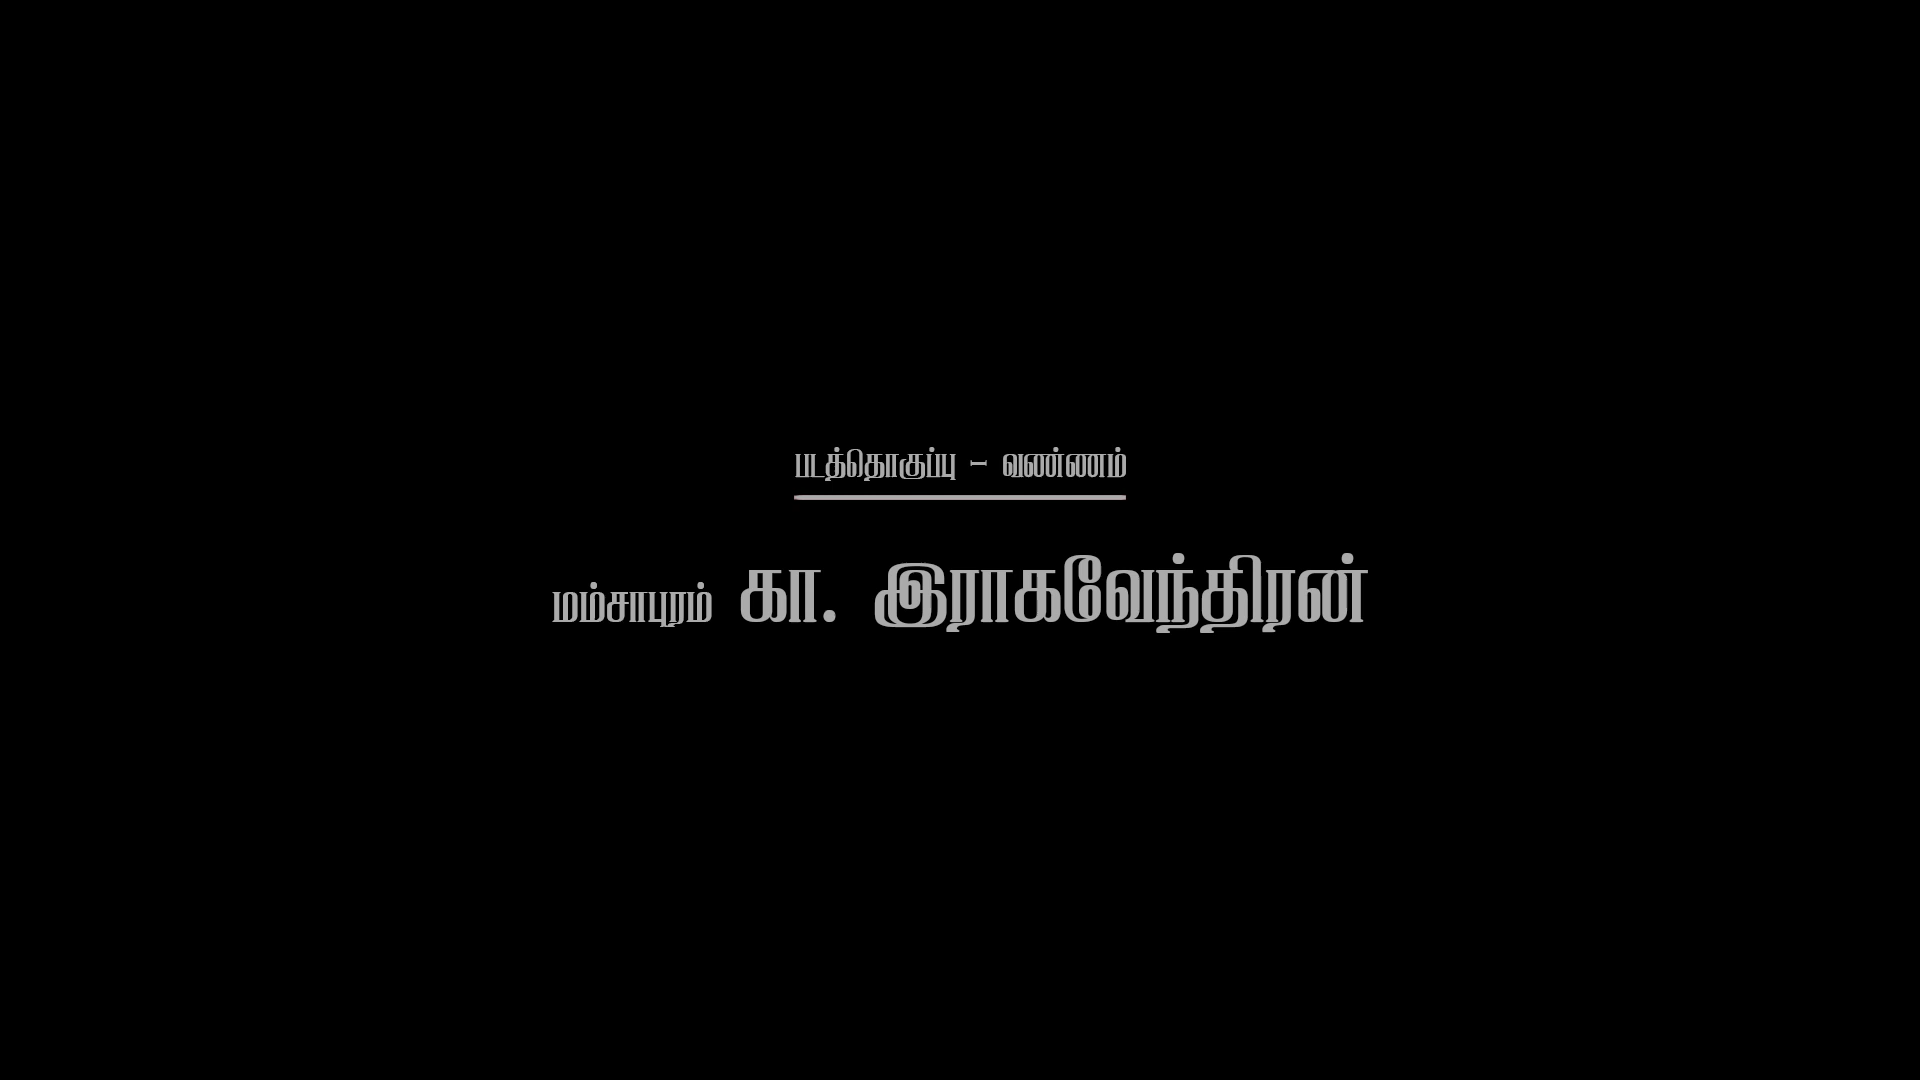 படத்தொகுப்பு - வண்ணம்
மம்சாபுரம் கா. இராகவேந்திரன்